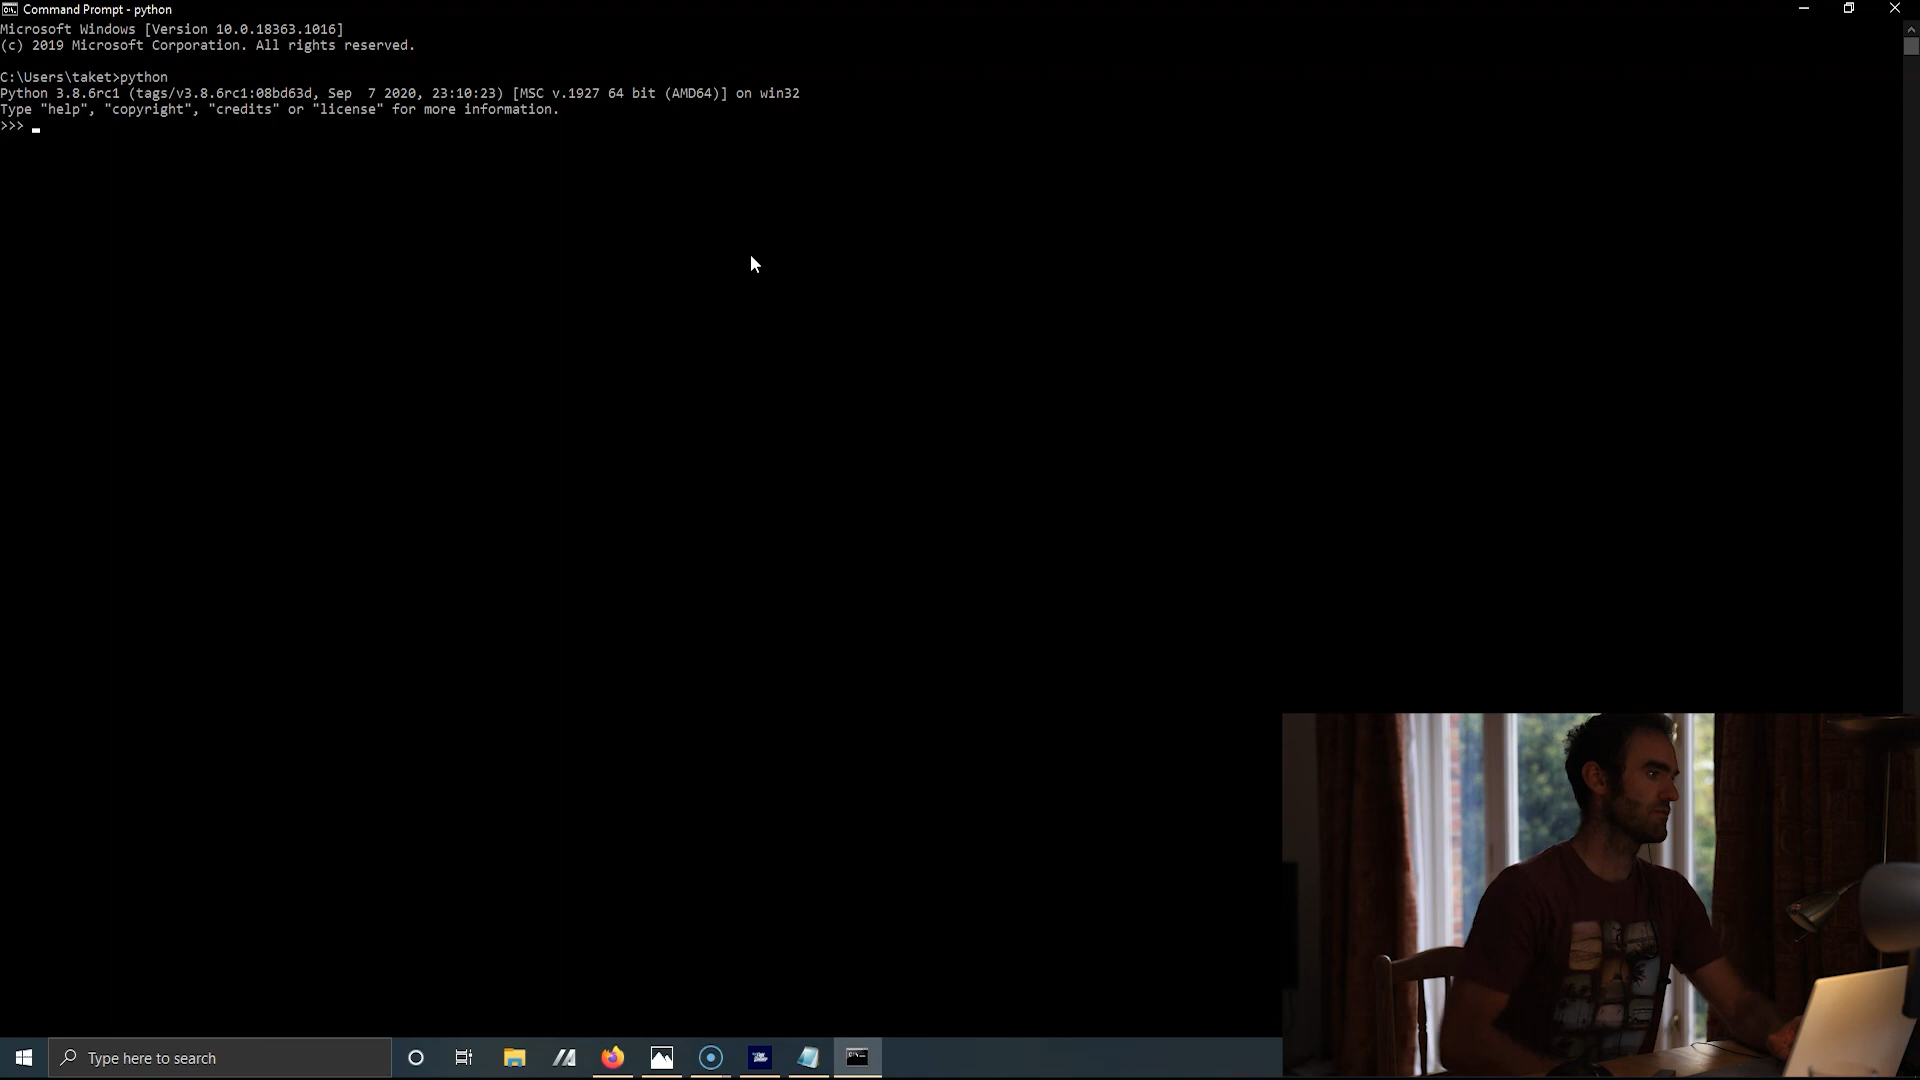 Command Prompt - python
Microsoft Windows [Version 10.0.18363.1016]
(c) 2019 Microsoft Corporation. All rights reserved.
C:\Users\taket>python
Python 3.8.6rc1 (tags/v3.8.6rc1:08bd63d, Sep  7 2020, 23:10:23) [MSC v.1927 64 bit (AMD64)] on win32
Type "help", "copyright", "credits" or "license" for more information.
>>>
Type here to search